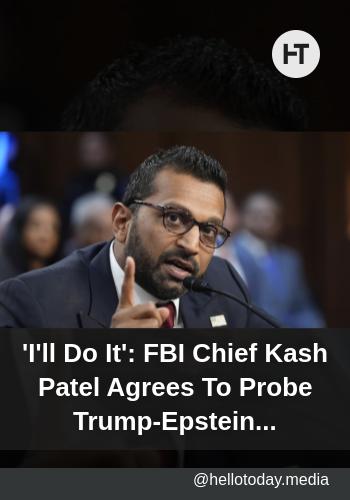 HT
'I'll Do It': FBI Chief Kash
Patel Agrees To Probe
Trump-Epstein...
@hellotoday.media